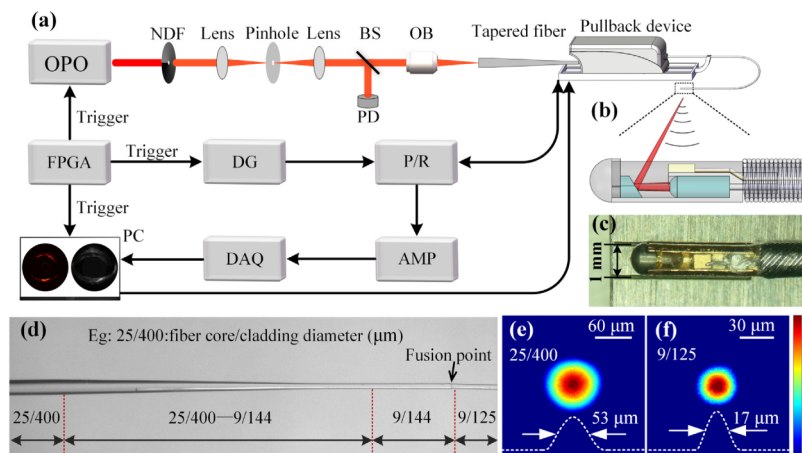 (a)
NDF
Lens
Pinhole
Lens
BS
OB
Tapered fiber
Pullback device
OPO
PD
Trigger
(b)
FPGA
Trigger
DG
P/R
Trigger
PC
DAQ
AMP
(c)
1 mm
(d)
Eg: 25/400:fiber core/cladding diameter (μm)
Fusion point
25/400
25/400—9/144
9/144
9/125
(e)
60 μm
25/400
53 μm
(f)
30 μm
9/125
17 μm